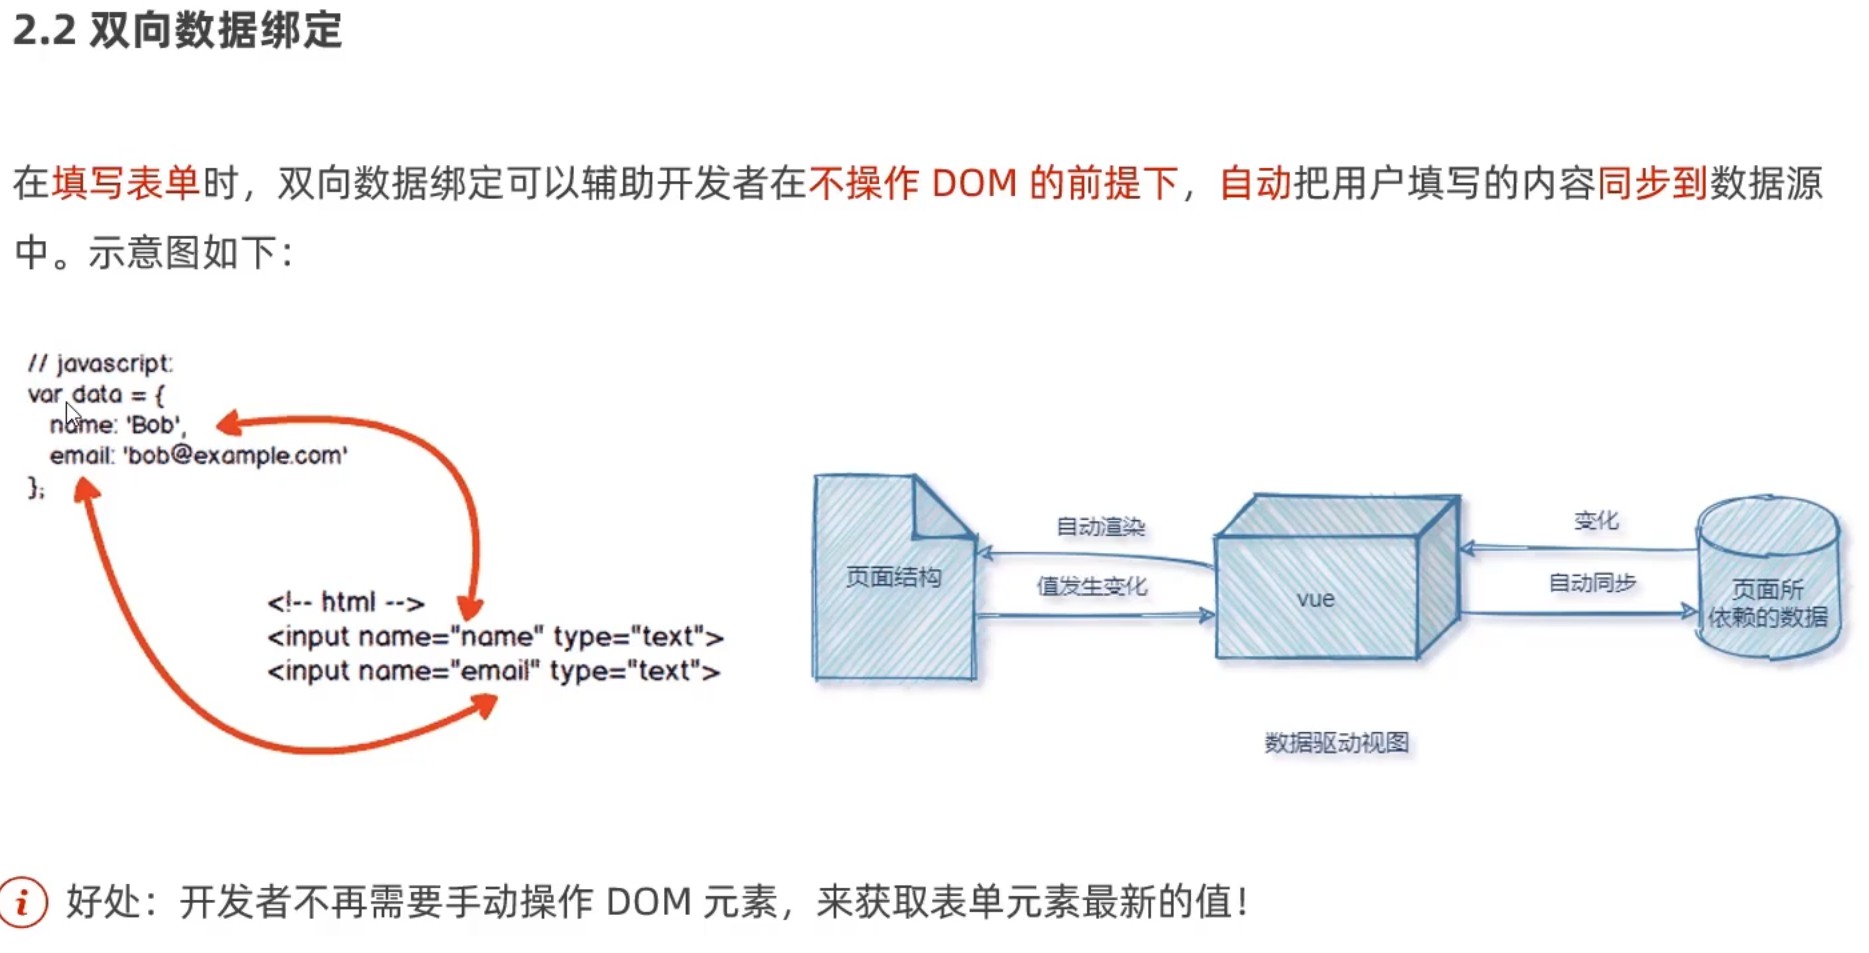 2.2 双向数据绑定
在填写表单时，双向数据绑定可以辅助开发者在不操作 DOM 的前提下，自动把用户填写的内容同步到数据源
中。示意图如下：
// javascript:
var data = {
name: 'Bob',
email: 'bob@example.com'
};
<!-- html -->
<input name="name" type="text">
<input name="email" type="text">
页面结构
自动渲染
值发生变化
vue
变化
自动同步
页面所
依赖的数据
数据驱动视图
i 好处：开发者不再需要手动操作 DOM 元素，来获取表单元素最新的值！